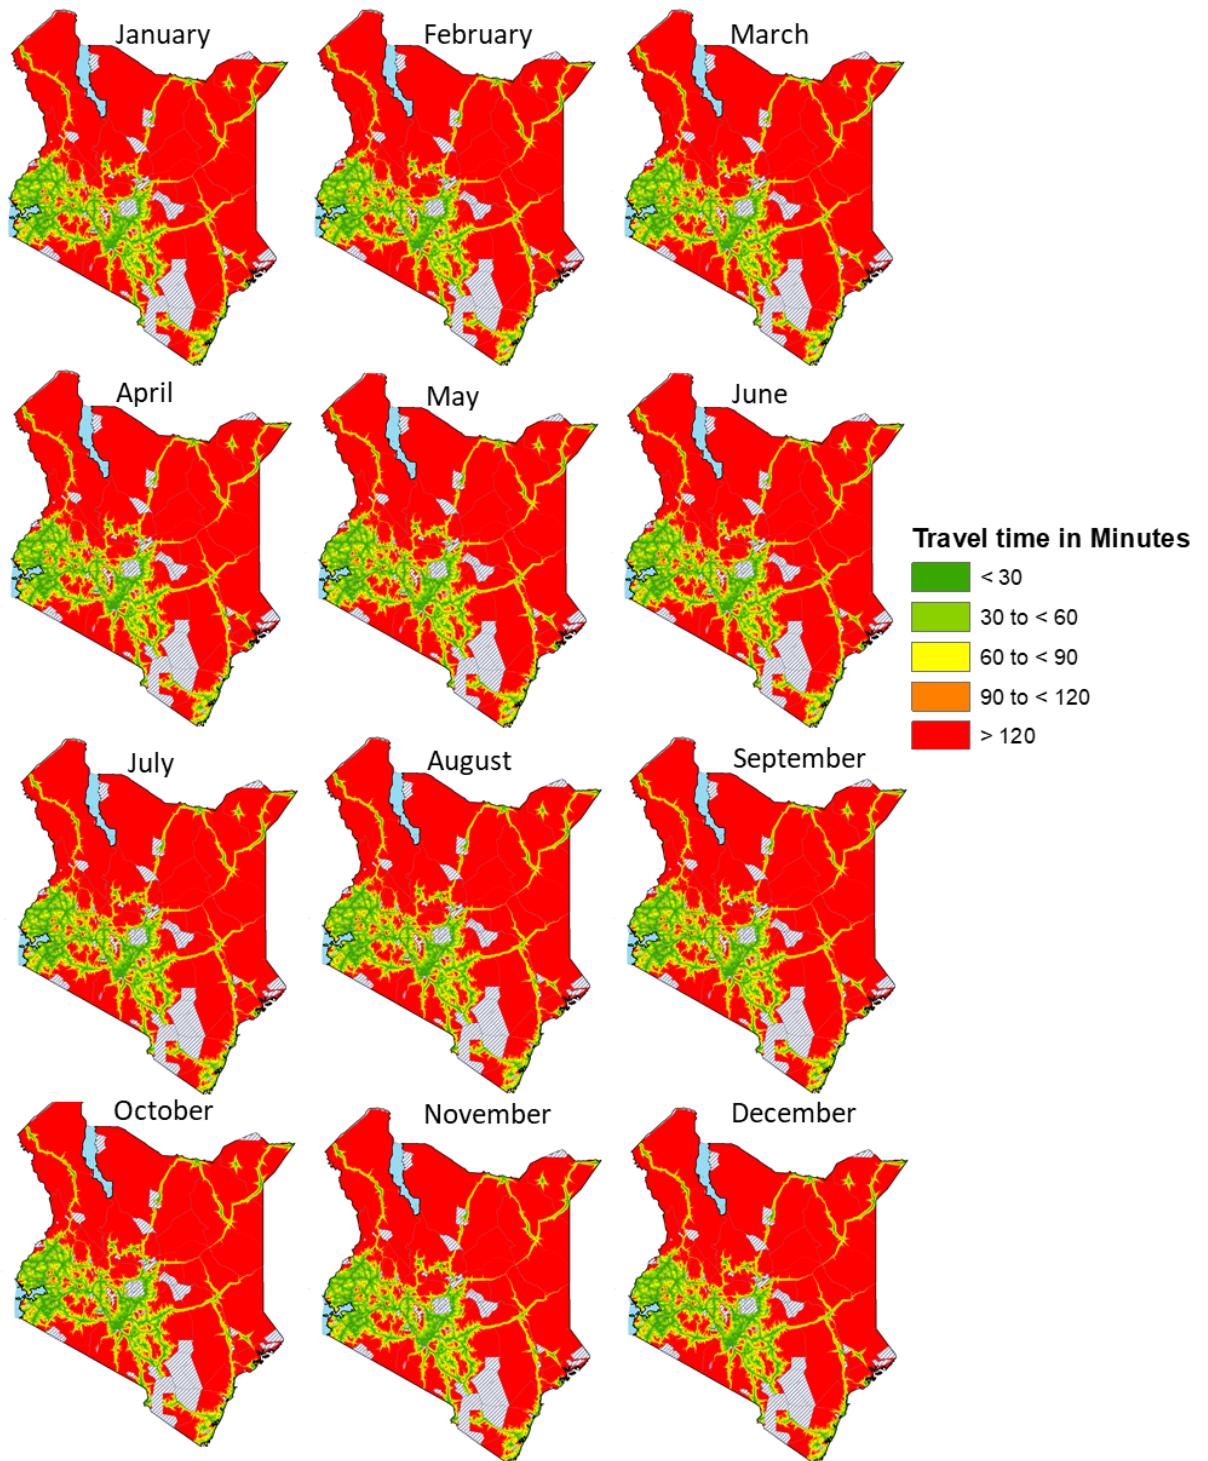 January
February
March
April
May
June
Travel time in Minutes
< 30
30 to < 60
60 to < 90
90 to < 120
> 120
July
August
September
October
November
December